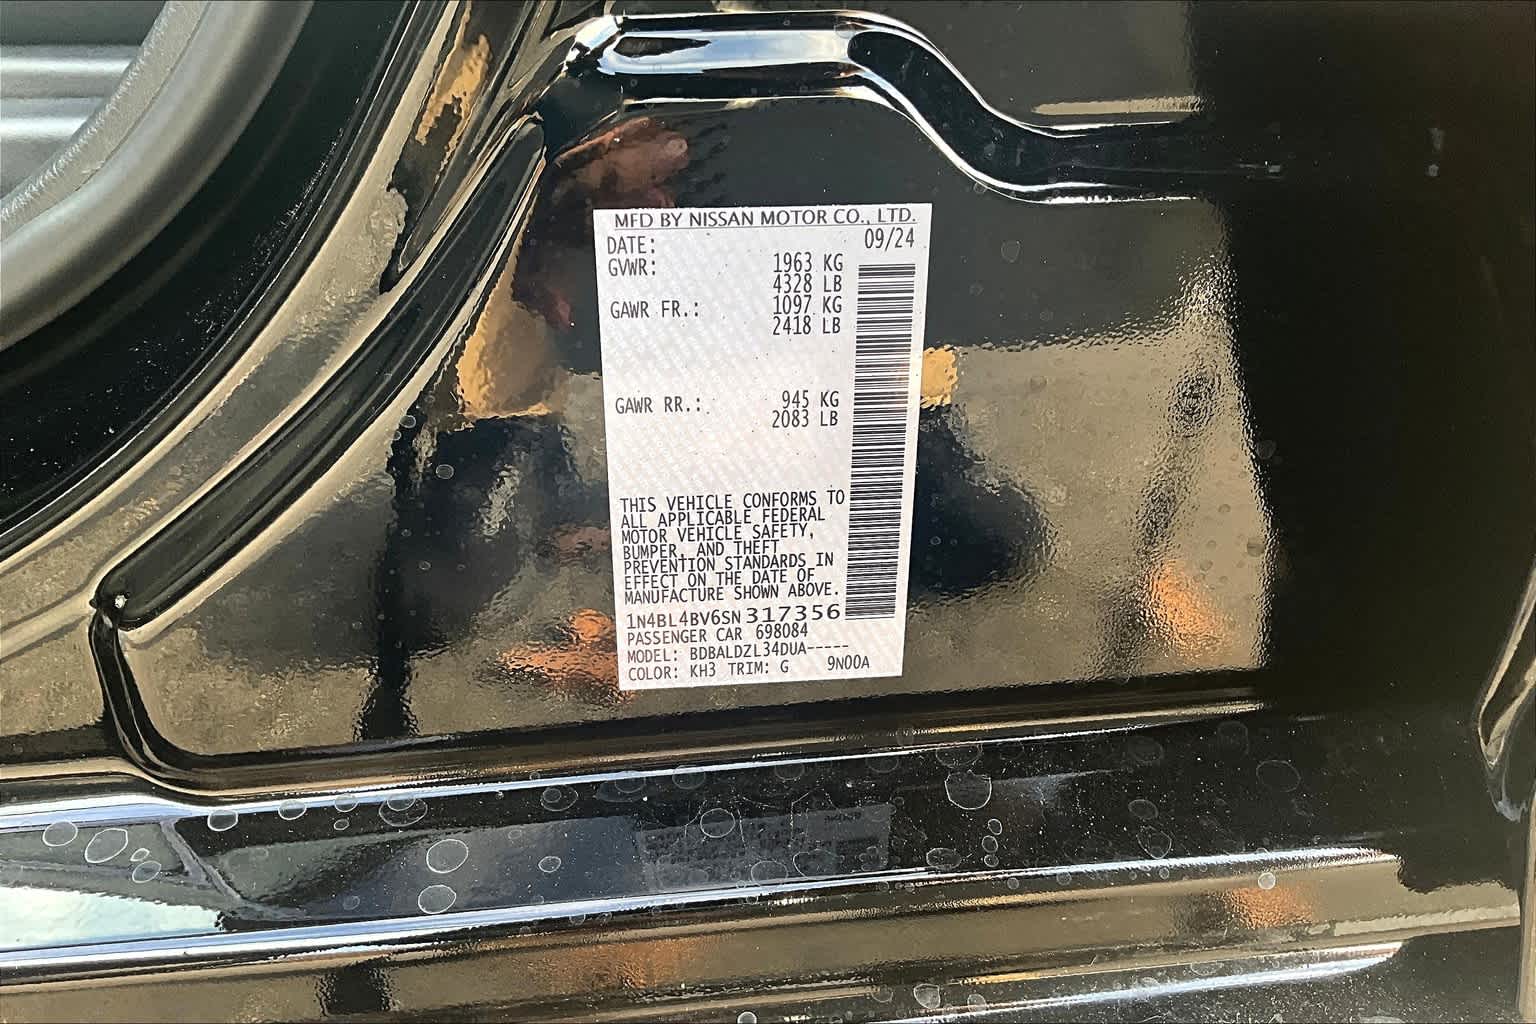 MFD BY NISSAN MOTOR CO., LTD.
DATE: 09/24
GVWR: 1963 KG
4328 LB
GAWR FR.: 1097 KG
2418 LB
GAWR RR.: 945 KG
2083 LB
THIS VEHICLE CONFORMS TO
ALL APPLICABLE FEDERAL
MOTOR VEHICLE SAFETY,
BUMPER, AND THEFT
PREVENTION STANDARDS IN
EFFECT ON THE DATE OF
MANUFACTURE SHOWN ABOVE.
1N4BL4BV6SN317356
PASSENGER CAR 698084
MODEL: BDBALDZL34DUA-----
COLOR: KH3 TRIM: G 9N00A